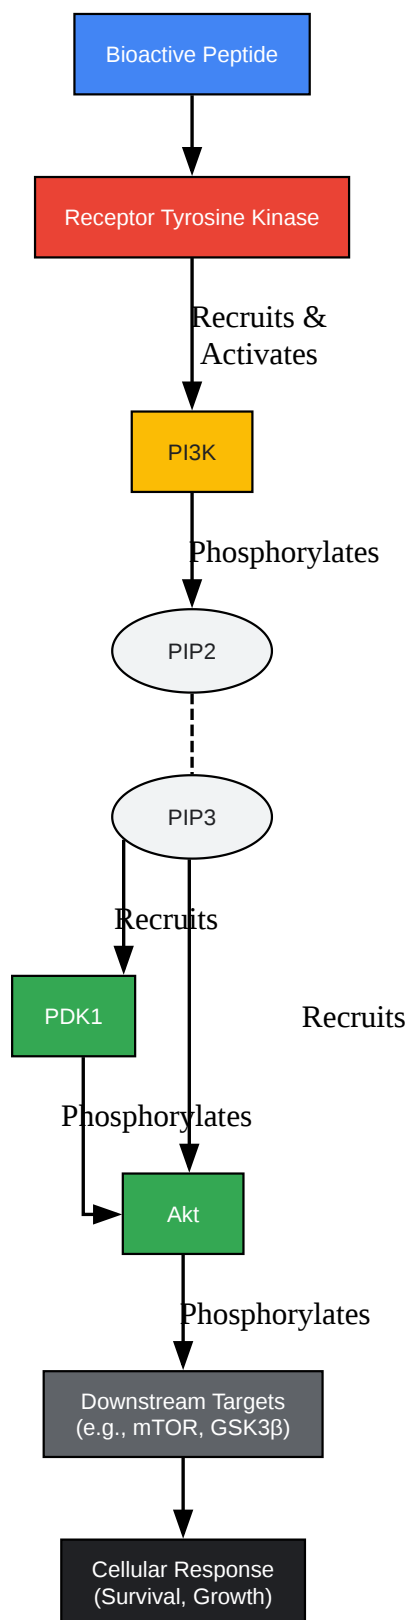 Bioactive Peptide
Receptor Tyrosine Kinase
Recruits &
Activates
PI3K
Phosphorylates
PIP2
PIP3
Recruits
PDK1
Recruits
Phosphorylates
Akt
Phosphorylates
Downstream Targets
(e.g., mTOR, GSK3β)
Cellular Response
(Survival, Growth)